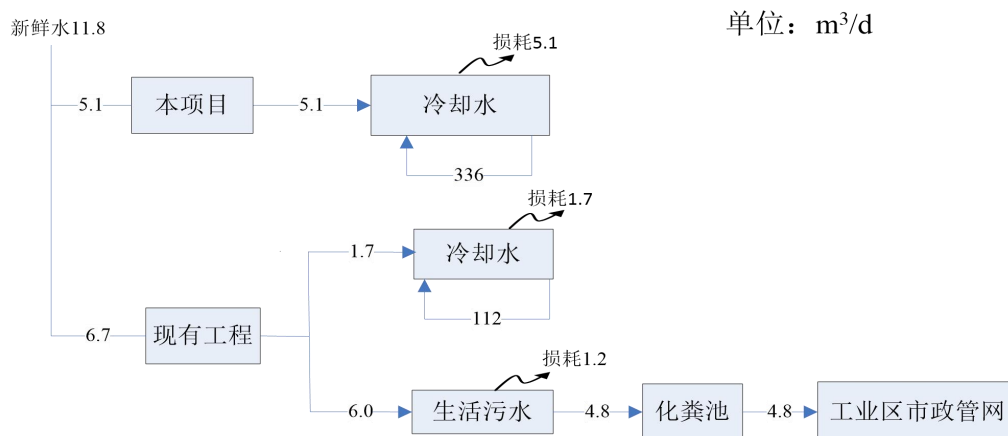 新鲜水11.8
单位：m³/d
损耗5.1
5.1
本项目
5.1
冷却水
336
损耗1.7
1.7
冷却水
112
6.7
现有工程
损耗1.2
6.0
生活污水
4.8
化粪池
4.8
工业区市政管网